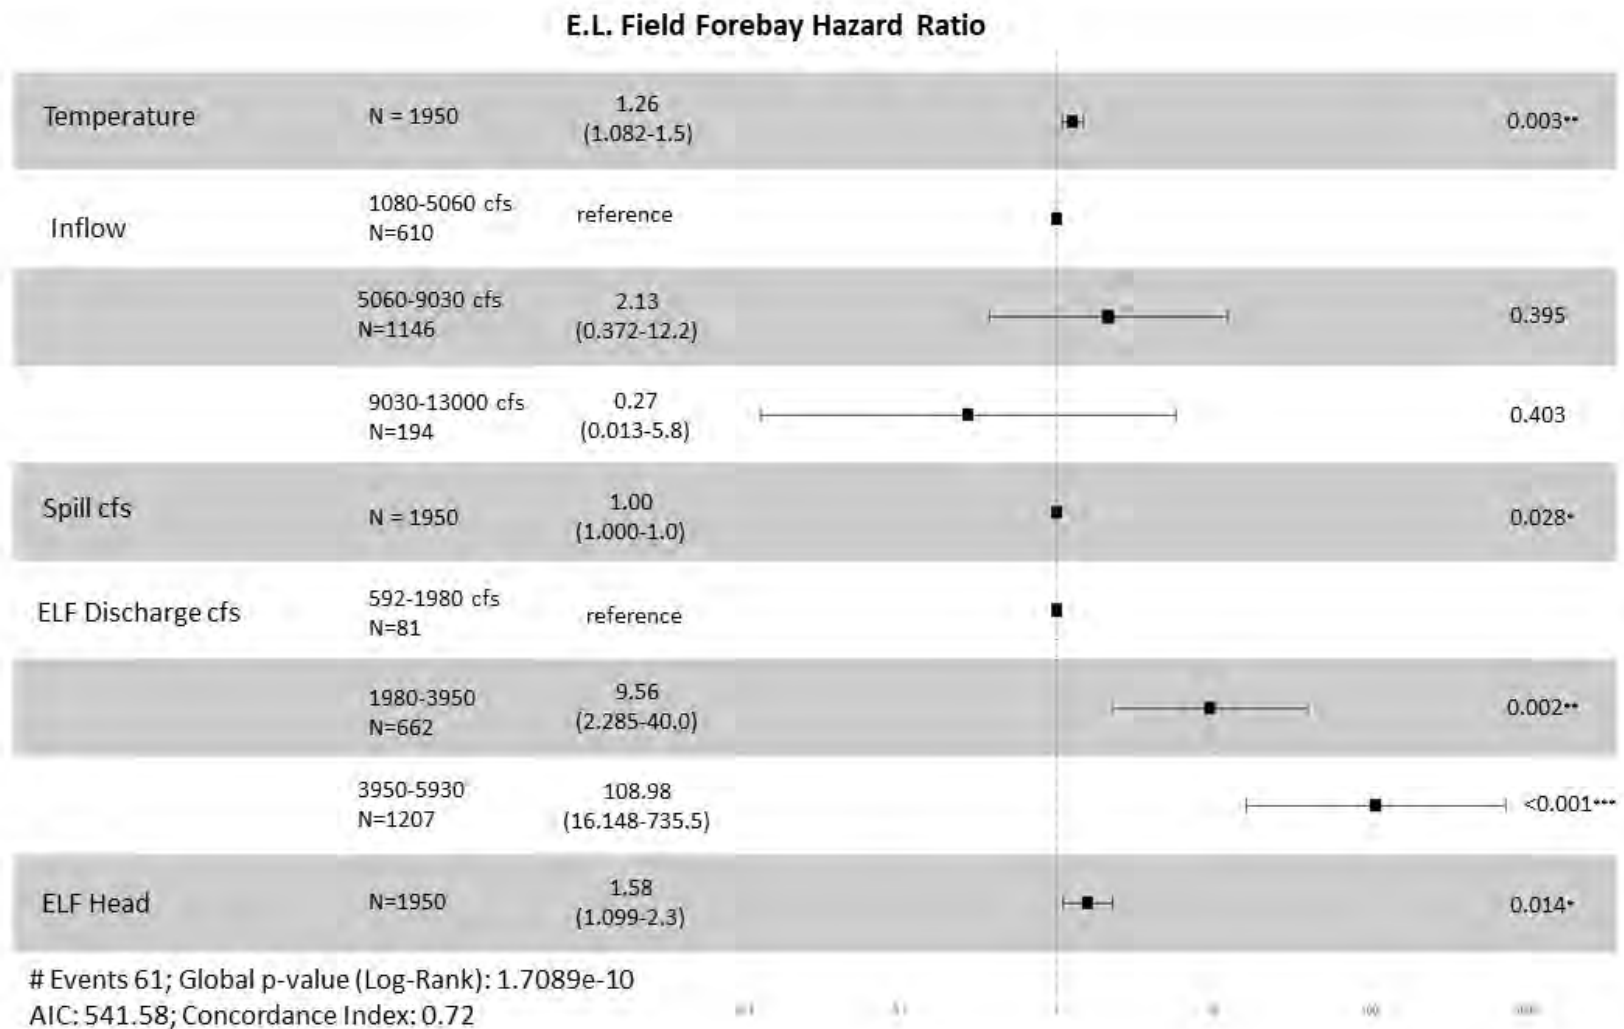 E.L. Field Forebay Hazard Ratio
Temperature
N = 1950
1.26
(1.082-1.5)
0.003**
Inflow
1080-5060 cfs
N=610
reference
5060-9030 cfs
N=1146
2.13
(0.372-12.2)
0.395
9030-13000 cfs
N=194
0.27
(0.013-5.8)
0.403
Spill cfs
N = 1950
1.00
(1.000-1.0)
0.028*
ELF Discharge cfs
592-1980 cfs
N=81
reference
1980-3950
N=662
9.56
(2.285-40.0)
0.002**
3950-5930
N=1207
108.98
(16.148-735.5)
<0.001***
ELF Head
N=1950
1.58
(1.099-2.3)
0.014*
# Events 61; Global p-value (Log-Rank): 1.7089e-10
AIC: 541.58; Concordance Index: 0.72